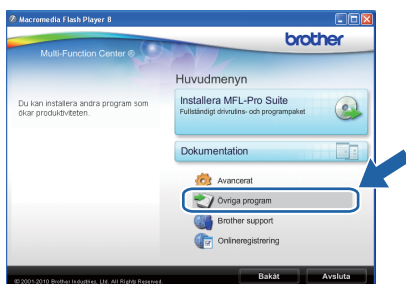 Macromedia Flash Player 8
brother
Multi-Function Center ®
Huvudmenyn
Du kan installera andra program som
ökar produktiviteten.
Installera MFL-Pro Suite
Fullständigt drivrutins- och programpaket
Dokumentation
Avancerat
Övriga program
Brother support
Onlineregistrering
© 2001-2010 Brother Industries, Ltd. All Rights Reserved.
Bakåt
Avsluta